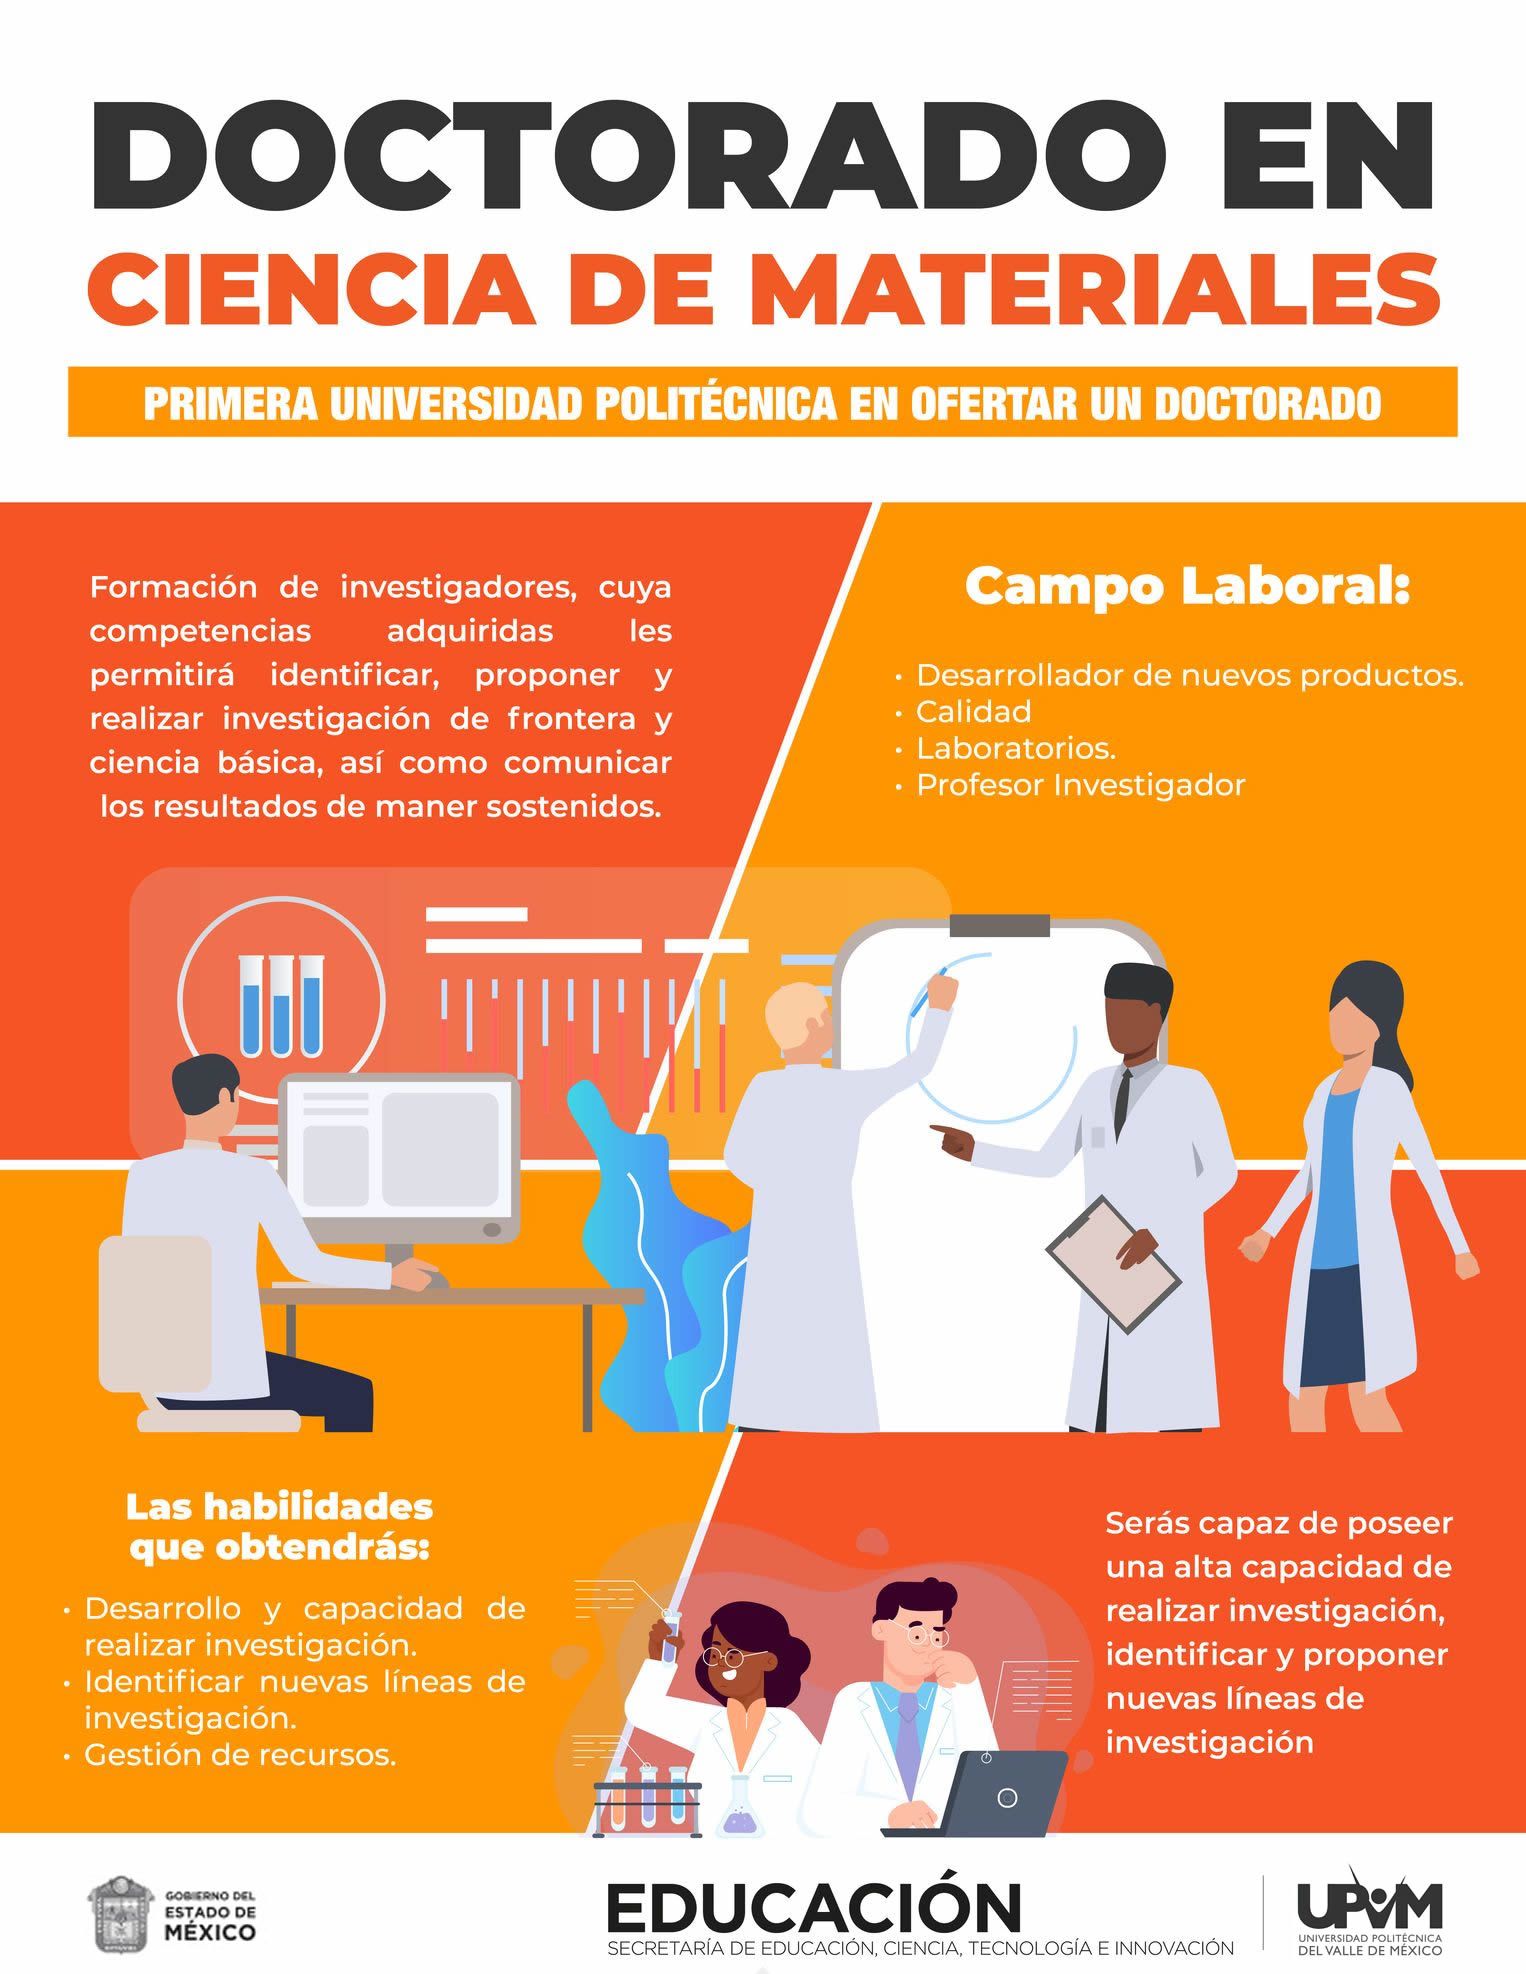 DOCTORADO EN
CIENCIA DE MATERIALES
PRIMERA UNIVERSIDAD POLITÉCNICA EN OFERTAR UN DOCTORADO
Formación de investigadores, cuya
competencias adquiridas les
permitirá identificar, proponer y
realizar investigación de frontera y
ciencia básica, así como comunicar
los resultados de maner sostenidos.
Campo Laboral:
• Desarrollador de nuevos productos.
• Calidad
• Laboratorios.
• Profesor Investigador
Las habilidades
que obtendrás:
• Desarrollo y capacidad de
realizar investigación.
• Identificar nuevas líneas de
investigación.
• Gestión de recursos.
Serás capaz de poseer
una alta capacidad de
realizar investigación,
identificar y proponer
nuevas líneas de
investigación
GOBIERNO DEL
ESTADO DE
MÉXICO
EDUCACIÓN
SECRETARÍA DE EDUCACIÓN, CIENCIA, TECNOLOGÍA E INNOVACIÓN
UPVM
UNIVERSIDAD POLITÉCNICA
DEL VALLE DE MÉXICO